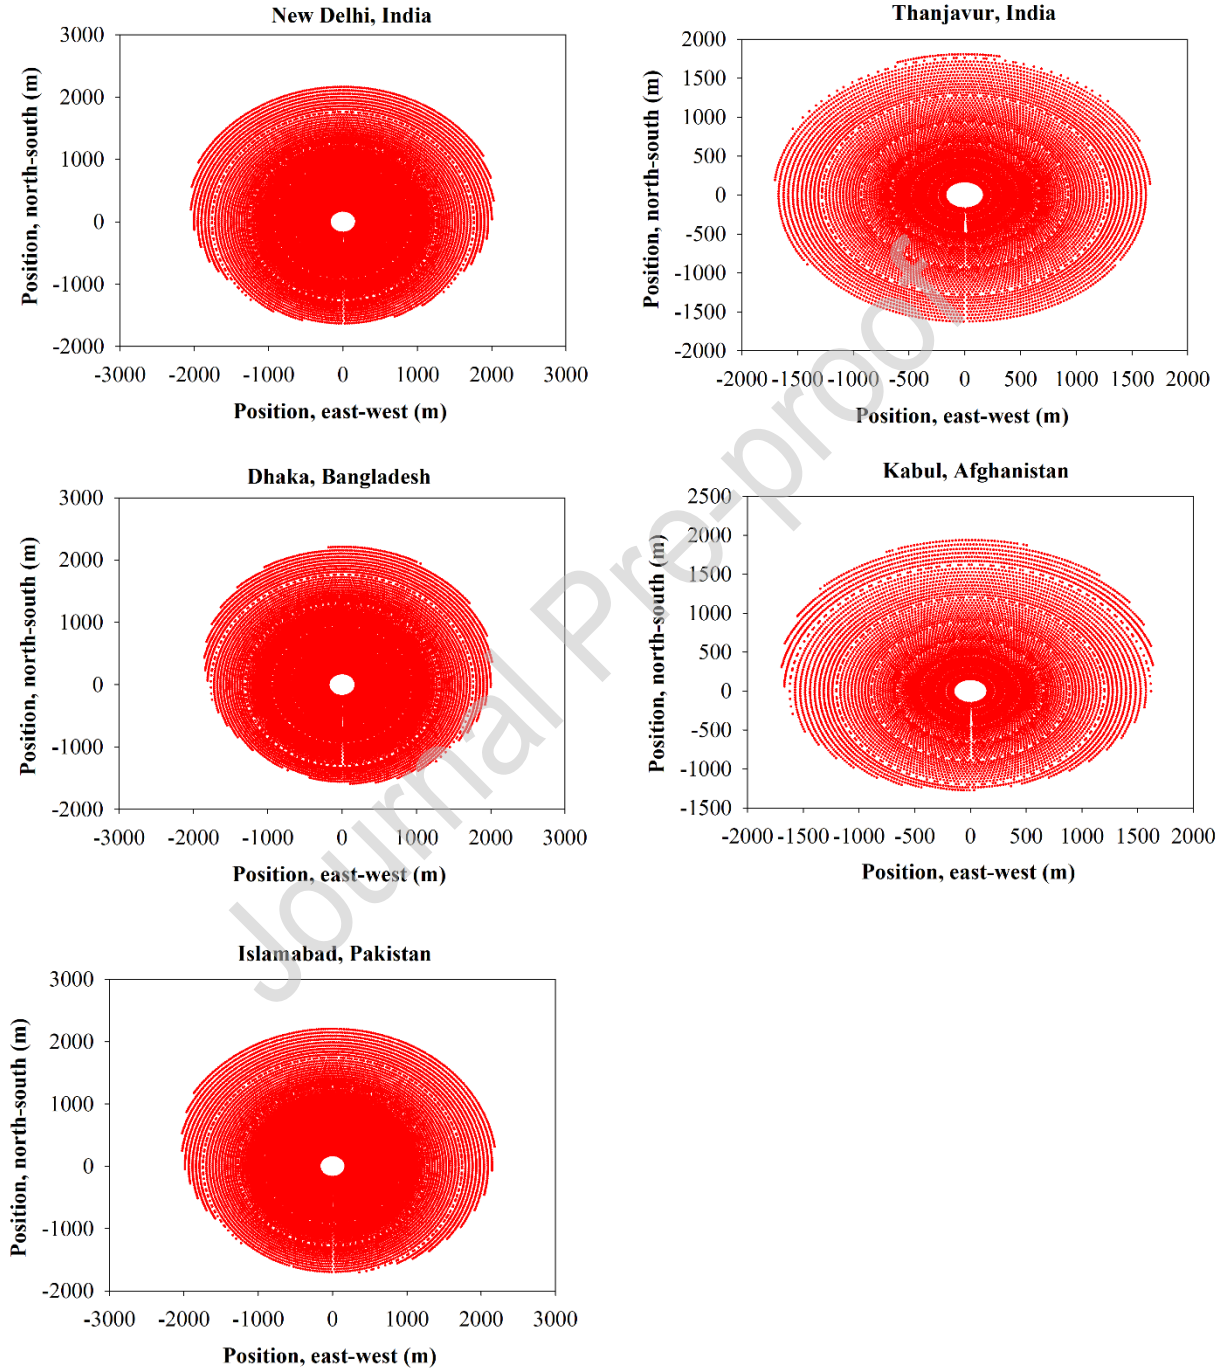 New Delhi, India
3000
2000
1000
0
-1000
-2000
-3000 -2000 -1000 0 1000 2000 3000
Position, north-south (m)
Position, east-west (m)
Thanjavur, India
2000
1500
1000
500
0
-500
-1000
-1500
-2000
-2000 -1500 -1000 -500 0 500 1000 1500 2000
Position, north-south (m)
Position, east-west (m)
Dhaka, Bangladesh
3000
2000
1000
0
-1000
-2000
-3000 -2000 -1000 0 1000 2000 3000
Position, north-south (m)
Position, east-west (m)
Kabul, Afghanistan
2500
2000
1500
1000
500
0
-500
-1000
-1500
-2000 -1500 -1000 -500 0 500 1000 1500 2000
Position, north-south (m)
Position, east-west (m)
Islamabad, Pakistan
3000
2000
1000
0
-1000
-2000
-3000 -2000 -1000 0 1000 2000 3000
Position, north-south (m)
Position, east-west (m)
Journal Pre-proof